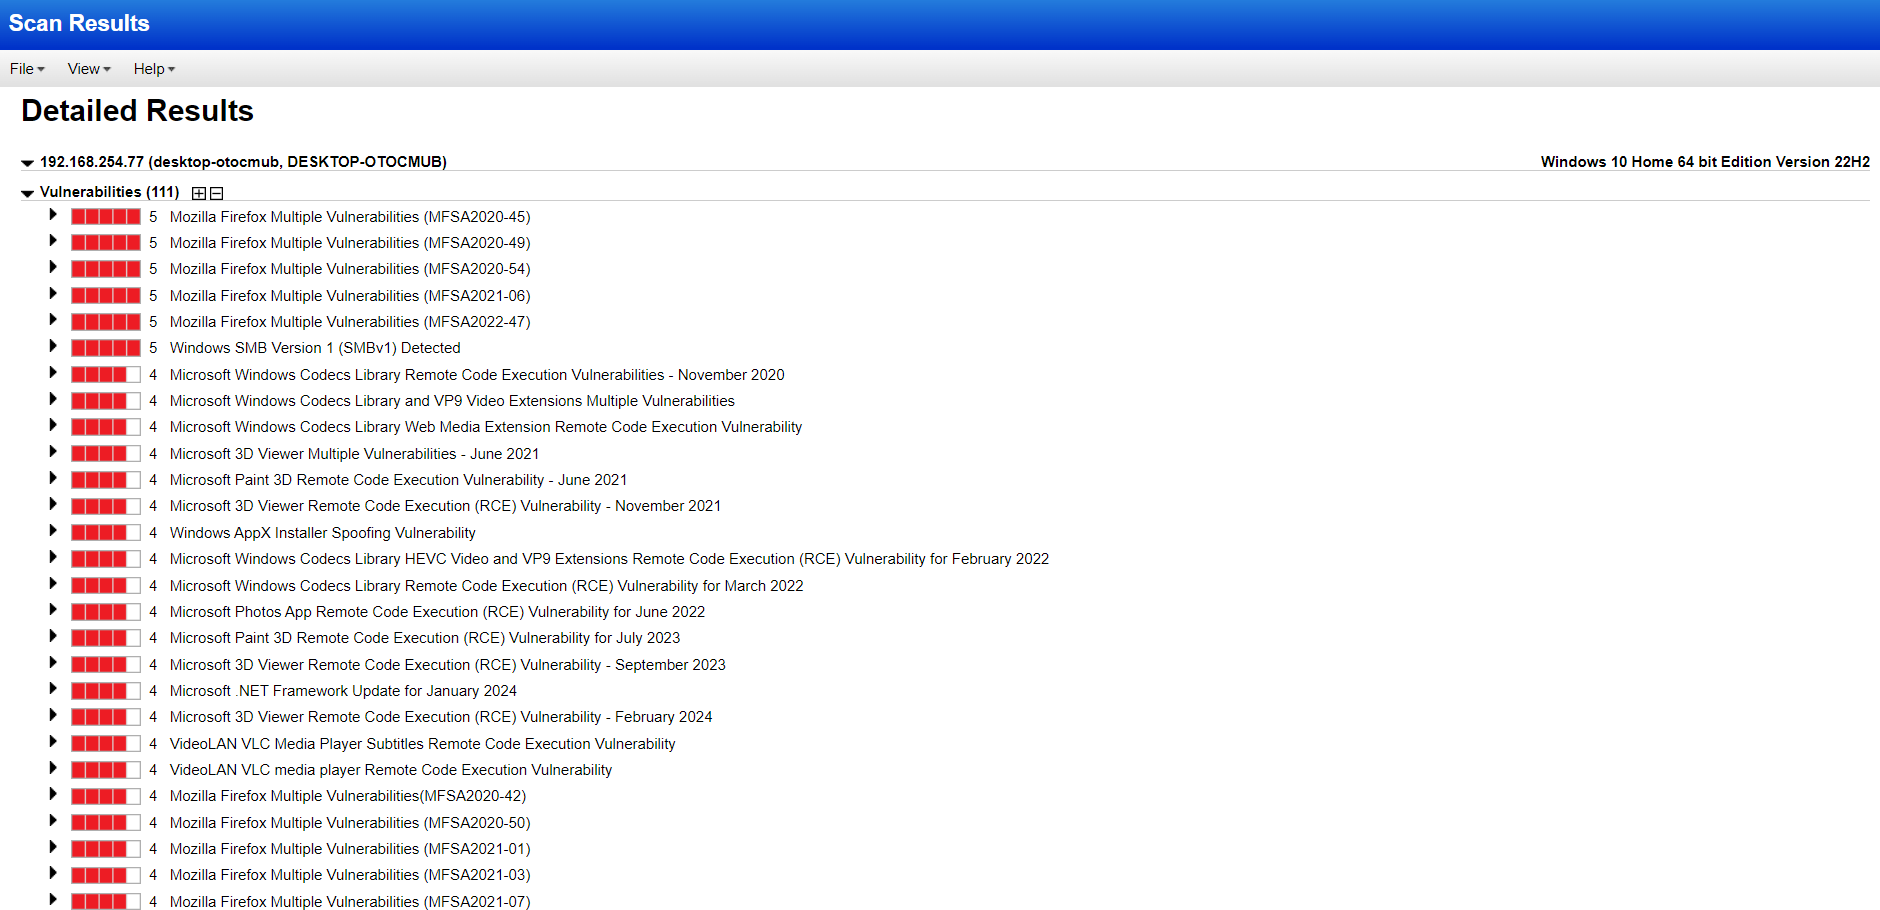 Scan Results
File View Help
Detailed Results
192.168.254.77 (desktop-otocmub, DESKTOP-OTOCMUB) Windows 10 Home 64 bit Edition Version 22H2
Vulnerabilities (111)
5 Mozilla Firefox Multiple Vulnerabilities (MFSA2020-45)
5 Mozilla Firefox Multiple Vulnerabilities (MFSA2020-49)
5 Mozilla Firefox Multiple Vulnerabilities (MFSA2020-54)
5 Mozilla Firefox Multiple Vulnerabilities (MFSA2021-06)
5 Mozilla Firefox Multiple Vulnerabilities (MFSA2022-47)
5 Windows SMB Version 1 (SMBv1) Detected
4 Microsoft Windows Codecs Library Remote Code Execution Vulnerabilities - November 2020
4 Microsoft Windows Codecs Library and VP9 Video Extensions Multiple Vulnerabilities
4 Microsoft Windows Codecs Library Web Media Extension Remote Code Execution Vulnerability
4 Microsoft 3D Viewer Multiple Vulnerabilities - June 2021
4 Microsoft Paint 3D Remote Code Execution Vulnerability - June 2021
4 Microsoft 3D Viewer Remote Code Execution (RCE) Vulnerability - November 2021
4 Windows AppX Installer Spoofing Vulnerability
4 Microsoft Windows Codecs Library HEVC Video and VP9 Extensions Remote Code Execution (RCE) Vulnerability for February 2022
4 Microsoft Windows Codecs Library Remote Code Execution (RCE) Vulnerability for March 2022
4 Microsoft Photos App Remote Code Execution (RCE) Vulnerability for June 2022
4 Microsoft Paint 3D Remote Code Execution (RCE) Vulnerability for July 2023
4 Microsoft 3D Viewer Remote Code Execution (RCE) Vulnerability - September 2023
4 Microsoft .NET Framework Update for January 2024
4 Microsoft 3D Viewer Remote Code Execution (RCE) Vulnerability - February 2024
4 VideoLAN VLC Media Player Subtitles Remote Code Execution Vulnerability
4 VideoLAN VLC media player Remote Code Execution Vulnerability
4 Mozilla Firefox Multiple Vulnerabilities(MFSA2020-42)
4 Mozilla Firefox Multiple Vulnerabilities (MFSA2020-50)
4 Mozilla Firefox Multiple Vulnerabilities (MFSA2021-01)
4 Mozilla Firefox Multiple Vulnerabilities (MFSA2021-03)
4 Mozilla Firefox Multiple Vulnerabilities (MFSA2021-07)